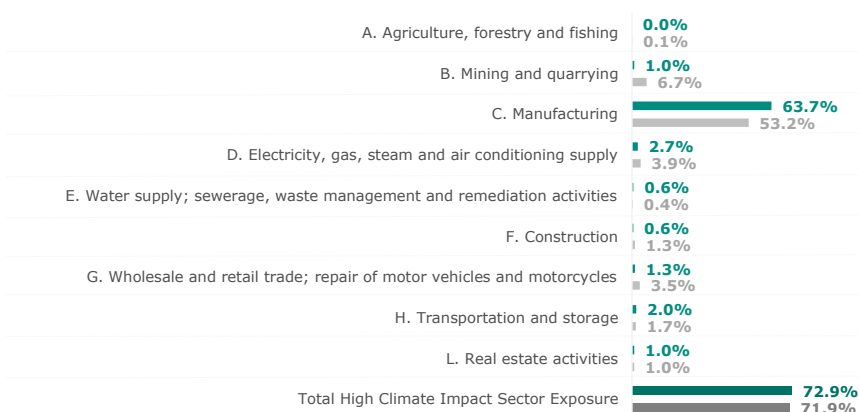 A. Agriculture, forestry and fishing 0.0%
0.1%
B. Mining and quarrying 1.0%
6.7%
C. Manufacturing 63.7%
53.2%
D. Electricity, gas, steam and air conditioning supply 2.7%
3.9%
E. Water supply; sewerage, waste management and remediation activities 0.6%
0.4%
F. Construction 0.6%
1.3%
G. Wholesale and retail trade; repair of motor vehicles and motorcycles 1.3%
3.5%
H. Transportation and storage 2.0%
1.7%
L. Real estate activities 1.0%
1.0%
Total High Climate Impact Sector Exposure 72.9%
71.9%